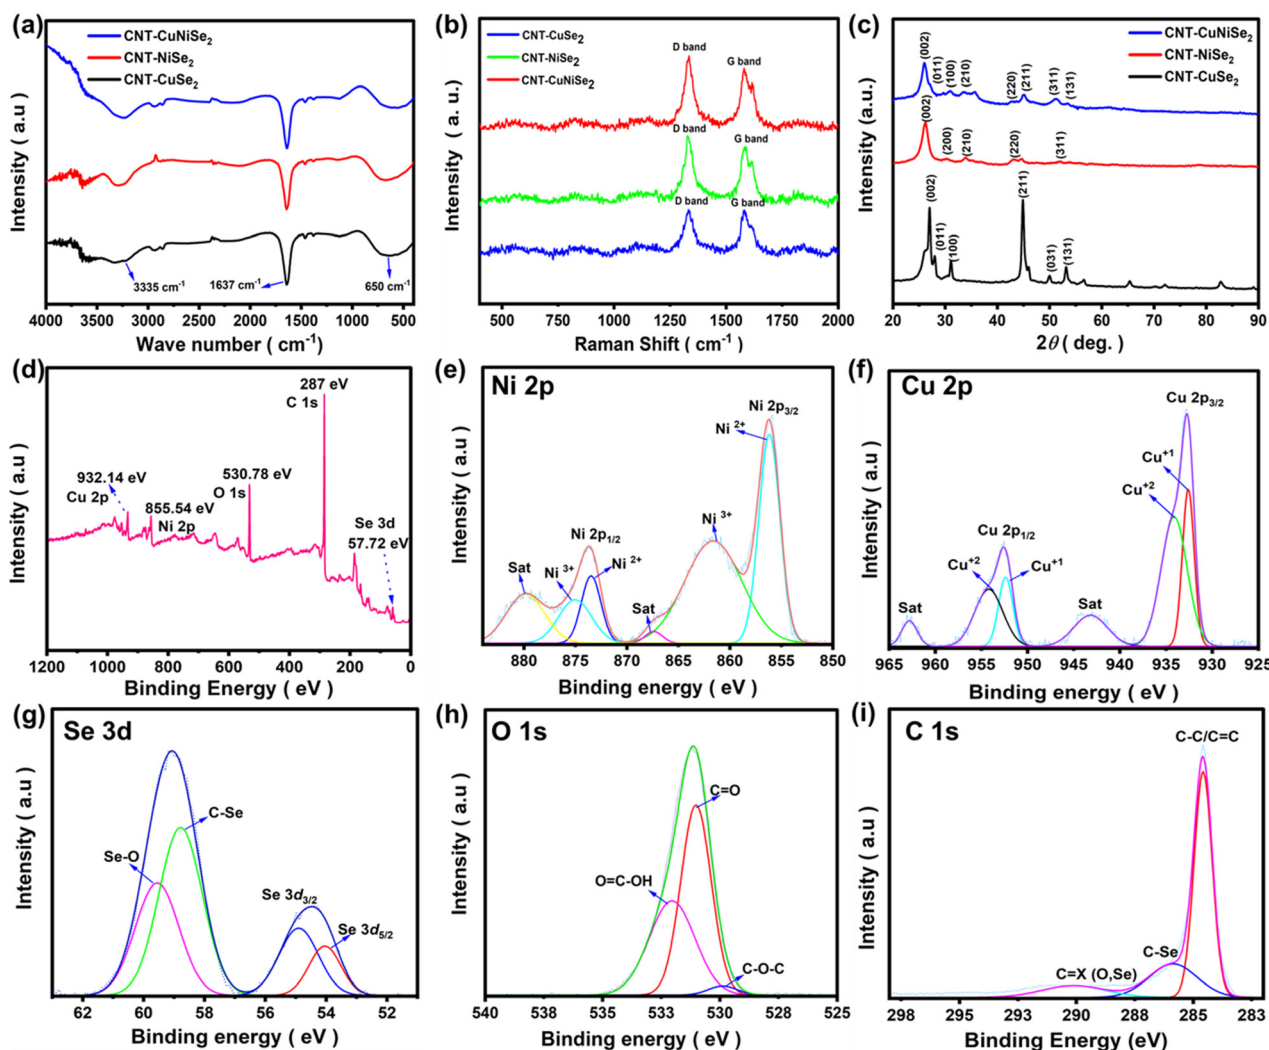 (a)
CNT-CuNiSe2
CNT-NiSe2
CNT-CuSe2
Intensity ( a.u )
3335 cm-1
1637 cm-1
650 cm-1
4000 3500 3000 2500 2000 1500 1000 500
Wave number ( cm-1)
(b)
CNT-CuSe2
CNT-NiSe2
CNT-CuNiSe2
D band
G band
D band
G band
D band
G band
Intensity ( a. u.)
500 750 1000 1250 1500 1750 2000
Raman Shift ( cm-1)
(c)
CNT-CuNiSe2
CNT-NiSe2
CNT-CuSe2
(002)
(011)
(100)
(210)
(220)
(211)
(311)
(131)
(002)
(200)
(210)
(220)
(311)
(002)
(011)
(100)
(211)
(031)
(131)
Intensity (a.u.)
20 30 40 50 60 70 80 90
2θ ( deg.)
(d)
287 eV
C 1s
932.14 eV
Cu 2p
855.54 eV
Ni 2p
530.78 eV
O 1s
Se 3d
57.72 eV
Intensity ( a.u )
1200 1000 800 600 400 200 0
Binding Energy ( eV )
(e)
Ni 2p
Ni 2p3/2
Ni 2+
Ni 3+
Ni 2p1/2
Ni 2+
Ni 3+
Sat
Sat
Intensity ( a.u )
880 875 870 865 860 855 850
Binding energy ( eV )
(f)
Cu 2p
Cu 2p3/2
Cu+1
Cu+2
Cu 2p1/2
Cu+2
Cu+1
Sat
Sat
Intensity ( a.u )
965 960 955 950 945 940 935 930 925
Binding energy ( eV )
(g)
Se 3d
C-Se
Se-O
Se 3d3/2
Se 3d5/2
Intensity ( a.u )
62 60 58 56 54 52
Binding energy ( eV )
(h)
O 1s
C=O
O=C-OH
C-O-C
Intensity ( a.u )
540 538 535 533 530 528 525
Binding energy ( eV )
(i)
C 1s
C-C/C=C
C-Se
C=X (O,Se)
Intensity ( a.u )
298 295 293 290 288 285 283
Binding Energy (eV)